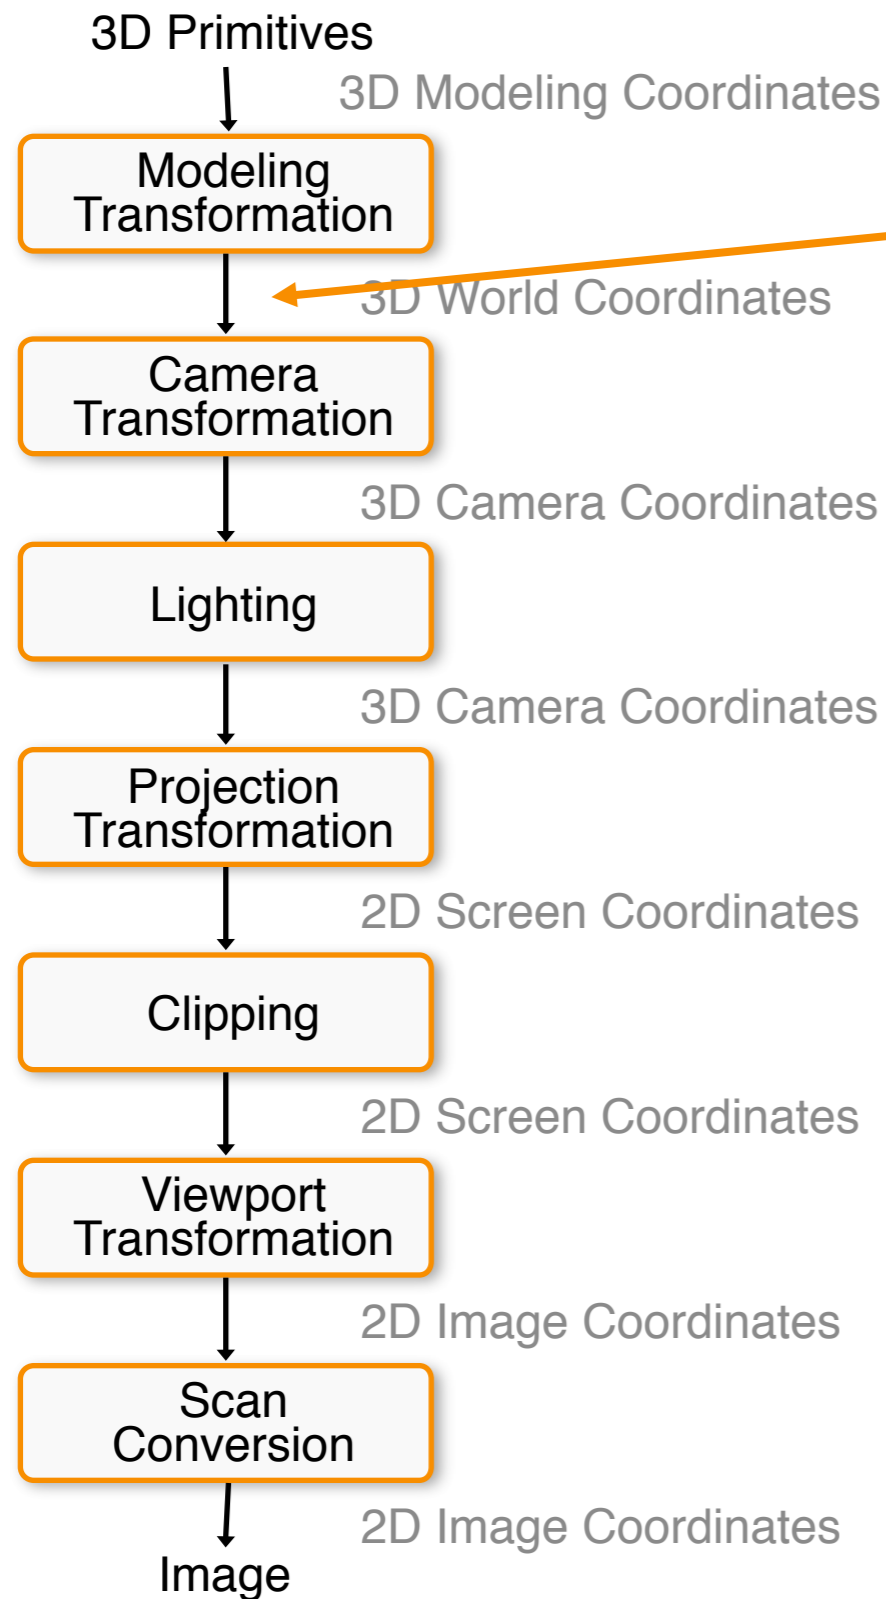 3D Primitives
3D Modeling Coordinates
Modeling
Transformation
3D World Coordinates
Camera
Transformation
3D Camera Coordinates
Lighting
3D Camera Coordinates
Projection
Transformation
2D Screen Coordinates
Clipping
2D Screen Coordinates
Viewport
Transformation
2D Image Coordinates
Scan
Conversion
2D Image Coordinates
Image